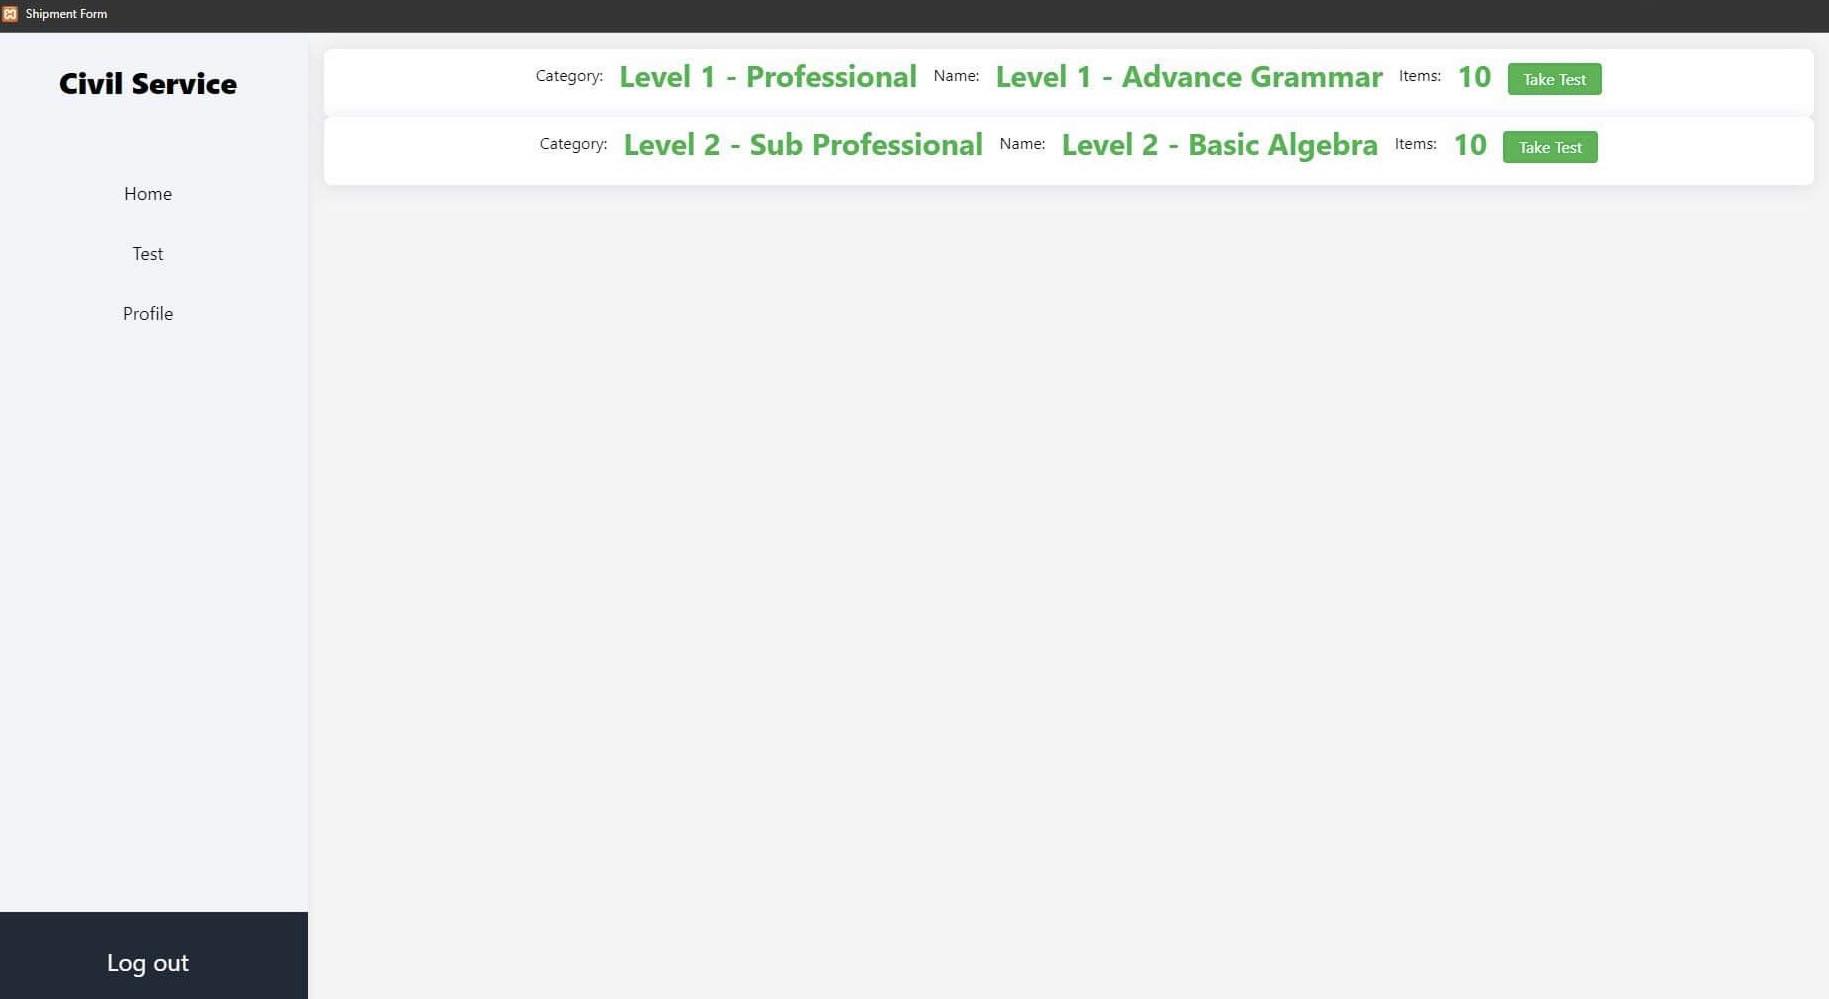 Shipment Form
Civil Service
Home
Test
Profile
Log out
Category: Level 1 - Professional Name: Level 1 - Advance Grammar Items: 10 Take Test
Category: Level 2 - Sub Professional Name: Level 2 - Basic Algebra Items: 10 Take Test